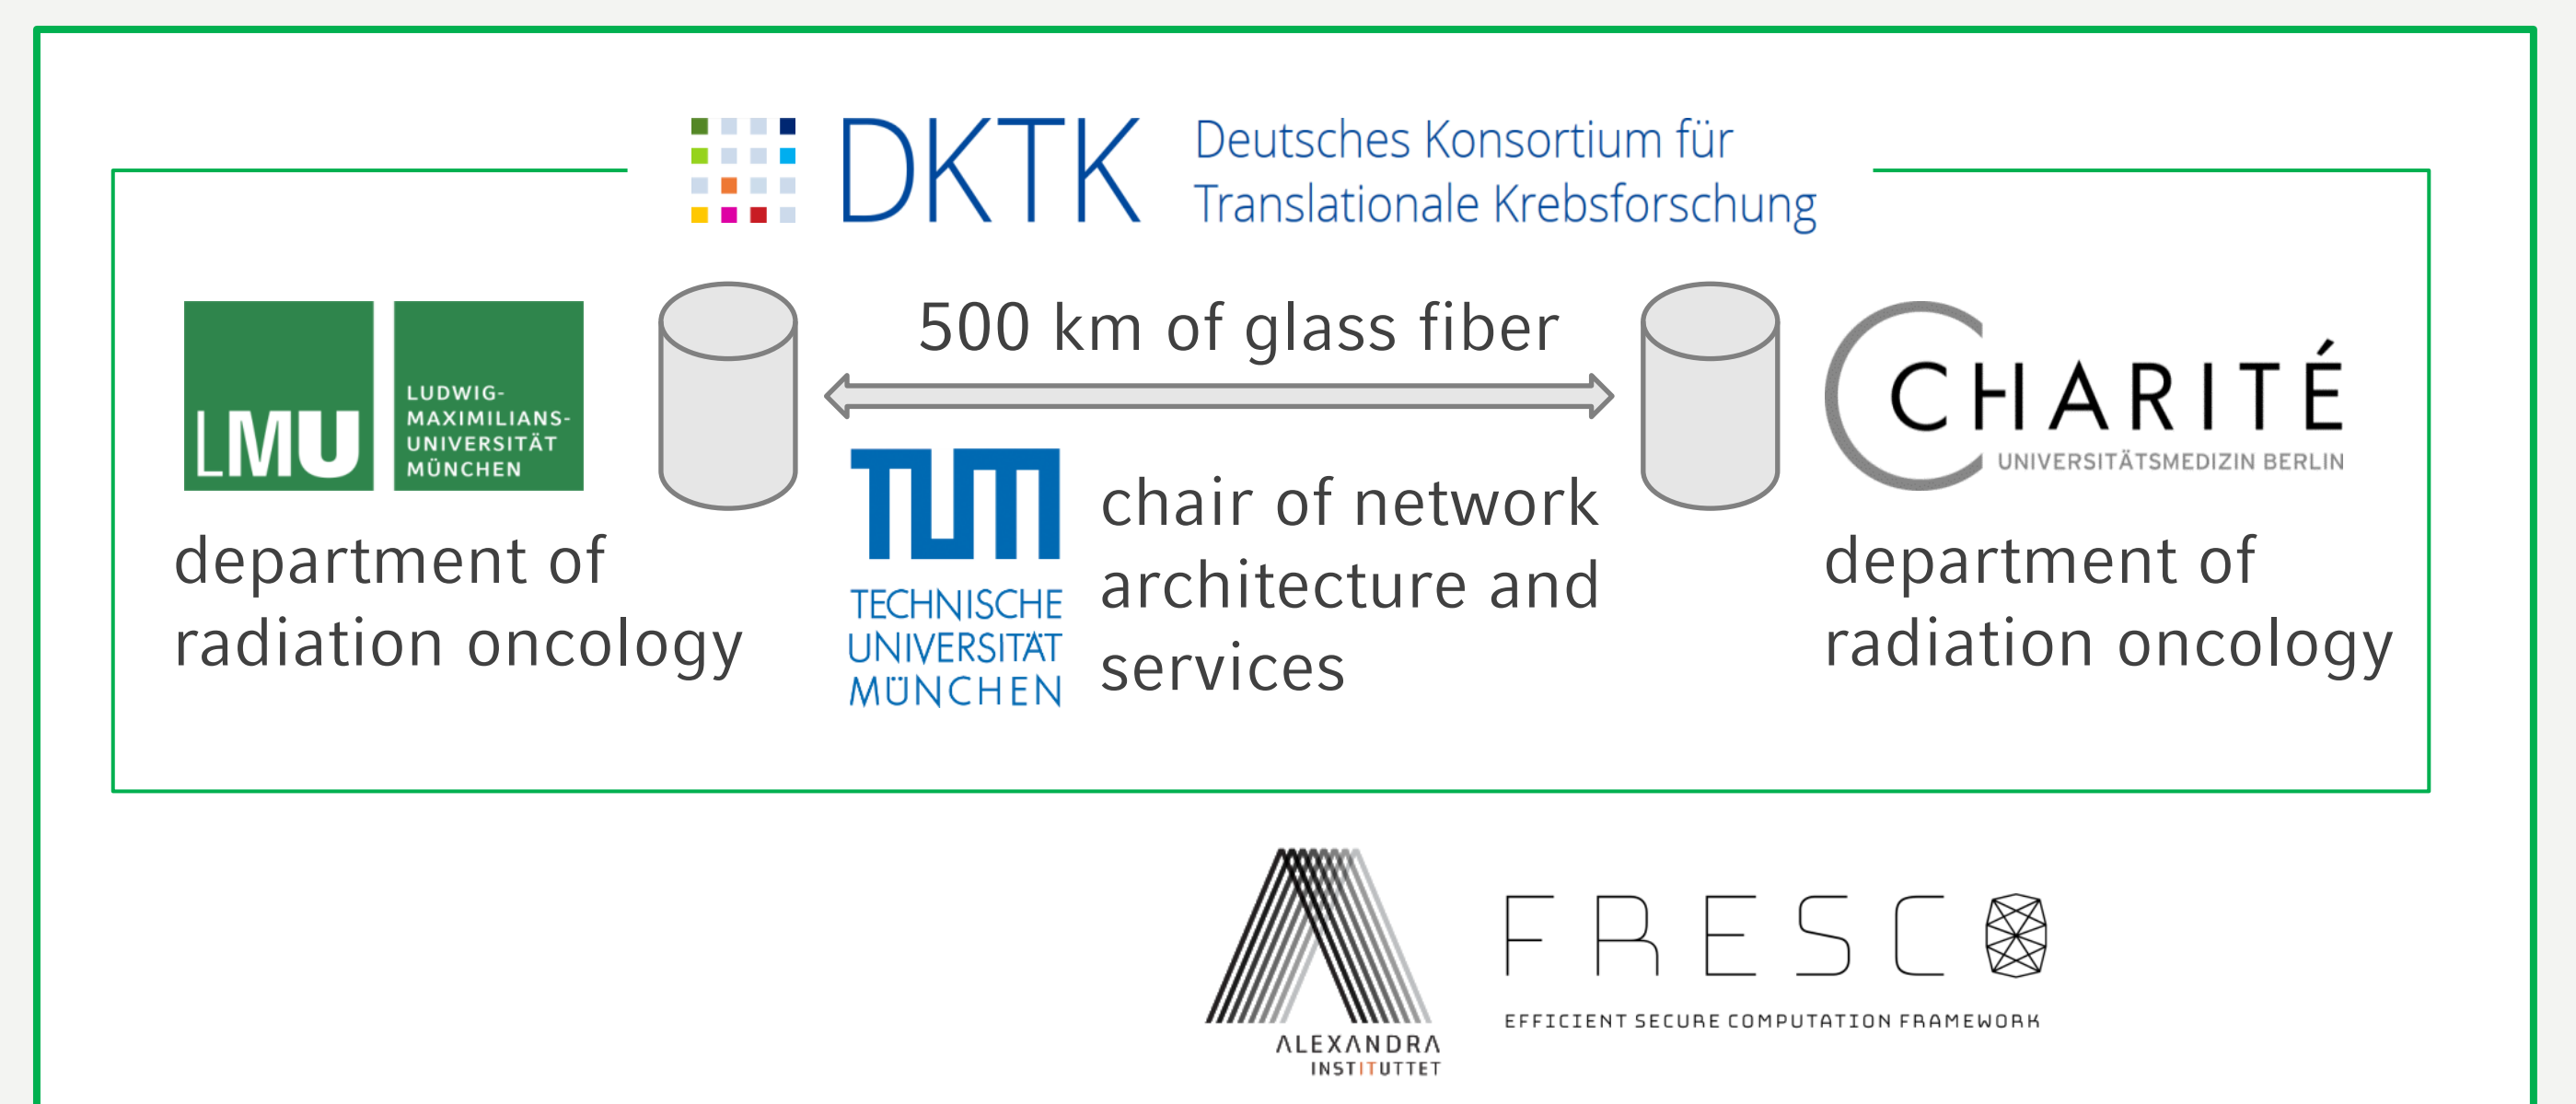 DKTK
Deutsches Konsortium für
Translationale Krebsforschung
LMU
LUDWIG-
MAXIMILIANS-
UNIVERSITÄT
MÜNCHEN
department of
radiation oncology
500 km of glass fiber
TUM
TECHNISCHE
UNIVERSITÄT
MÜNCHEN
chair of network
architecture and
services
CHARITÉ
UNIVERSITÄTSMEDIZIN BERLIN
department of
radiation oncology
ALEXANDRA
INSTITUTTET
FRESCO
EFFICIENT SECURE COMPUTATION FRAMEWORK